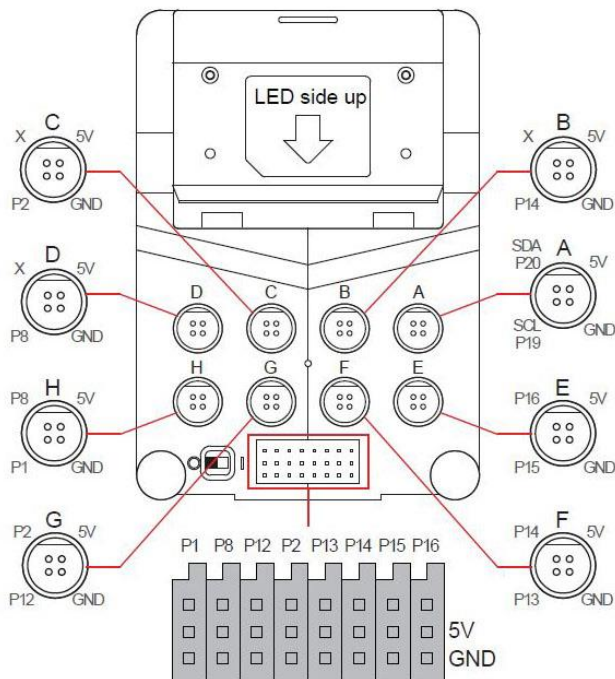 LED side up
C
X 5V
P2 GND
B
X 5V
P14 GND
D
X 5V
P8 GND
A
SDA
P20 5V
SCL
P19 GND
D C B A
H G F E
H
P8 5V
P1 GND
E
P16 5V
P15 GND
G
P2 5V
P12 GND
F
P14 5V
P13 GND
P1 P8 P12 P2 P13 P14 P15 P16
5V
GND